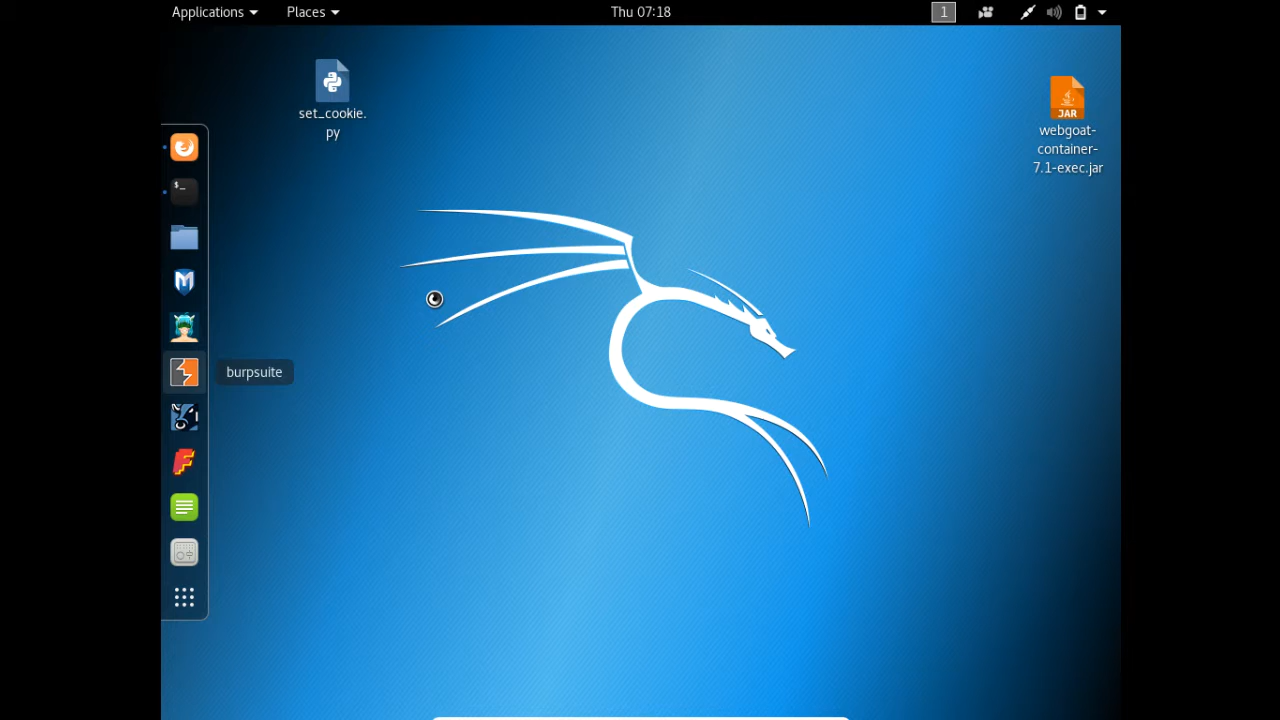 Applications Places Thu 07:18 1
set_cookie.
py
$_
JAR
webgoat-
container-
7.1-exec.jar
M
burpsuite